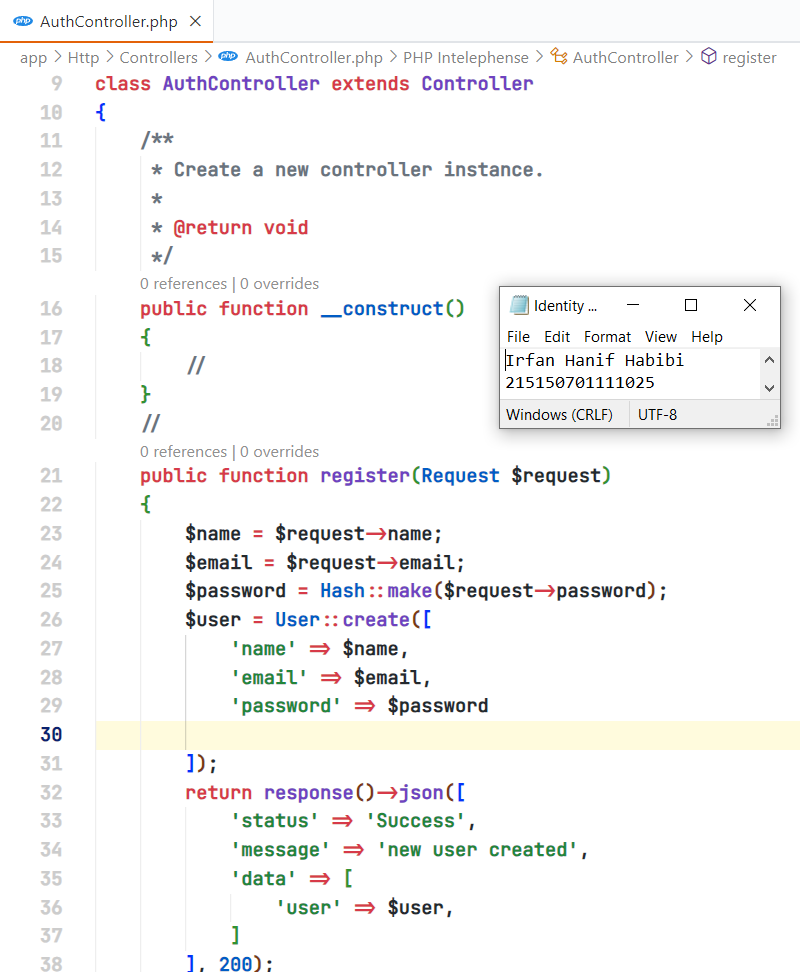 php AuthController.php ×
app > Http > Controllers > php AuthController.php > PHP Intelephense > AuthController > register
9 class AuthController extends Controller
10 {
11 /**
12 * Create a new controller instance.
13 *
14 * @return void
15 */
0 references | 0 overrides
16 public function __construct()
17 {
18 //
19 }
20 //
0 references | 0 overrides
21 public function register(Request $request)
22 {
23 $name = $request->name;
24 $email = $request->email;
25 $password = Hash::make($request->password);
26 $user = User::create([
27 'name' => $name,
28 'email' => $email,
29 'password' => $password
30
31 ]);
32 return response()->json([
33 'status' => 'Success',
34 'message' => 'new user created',
35 'data' => [
36 'user' => $user,
37 ]
38 ], 200);
Identity ...
File Edit Format View Help
Irfan Hanif Habibi
215150701111025
Windows (CRLF) UTF-8